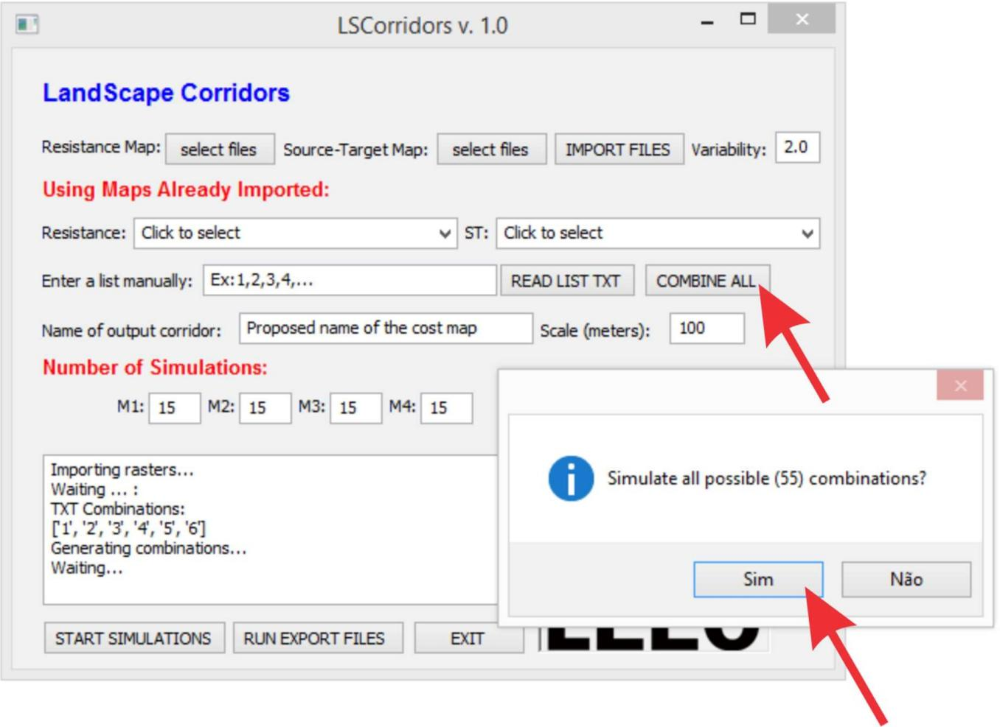 LSCorridors v. 1.0
LandScape Corridors
Resistance Map: select files Source-Target Map: select files IMPORT FILES Variability: 2.0
Using Maps Already Imported:
Resistance: Click to select ST: Click to select
Enter a list manually: Ex:1,2,3,4,... READ LIST TXT COMBINE ALL
Name of output corridor: Proposed name of the cost map Scale (meters): 100
Number of Simulations:
M1: 15 M2: 15 M3: 15 M4: 15
Importing rasters...
Waiting ... :
TXT Combinations:
['1', '2', '3', '4', '5', '6']
Generating combinations...
Waiting...
Simulate all possible (55) combinations?
Sim Não
START SIMULATIONS RUN EXPORT FILES EXIT